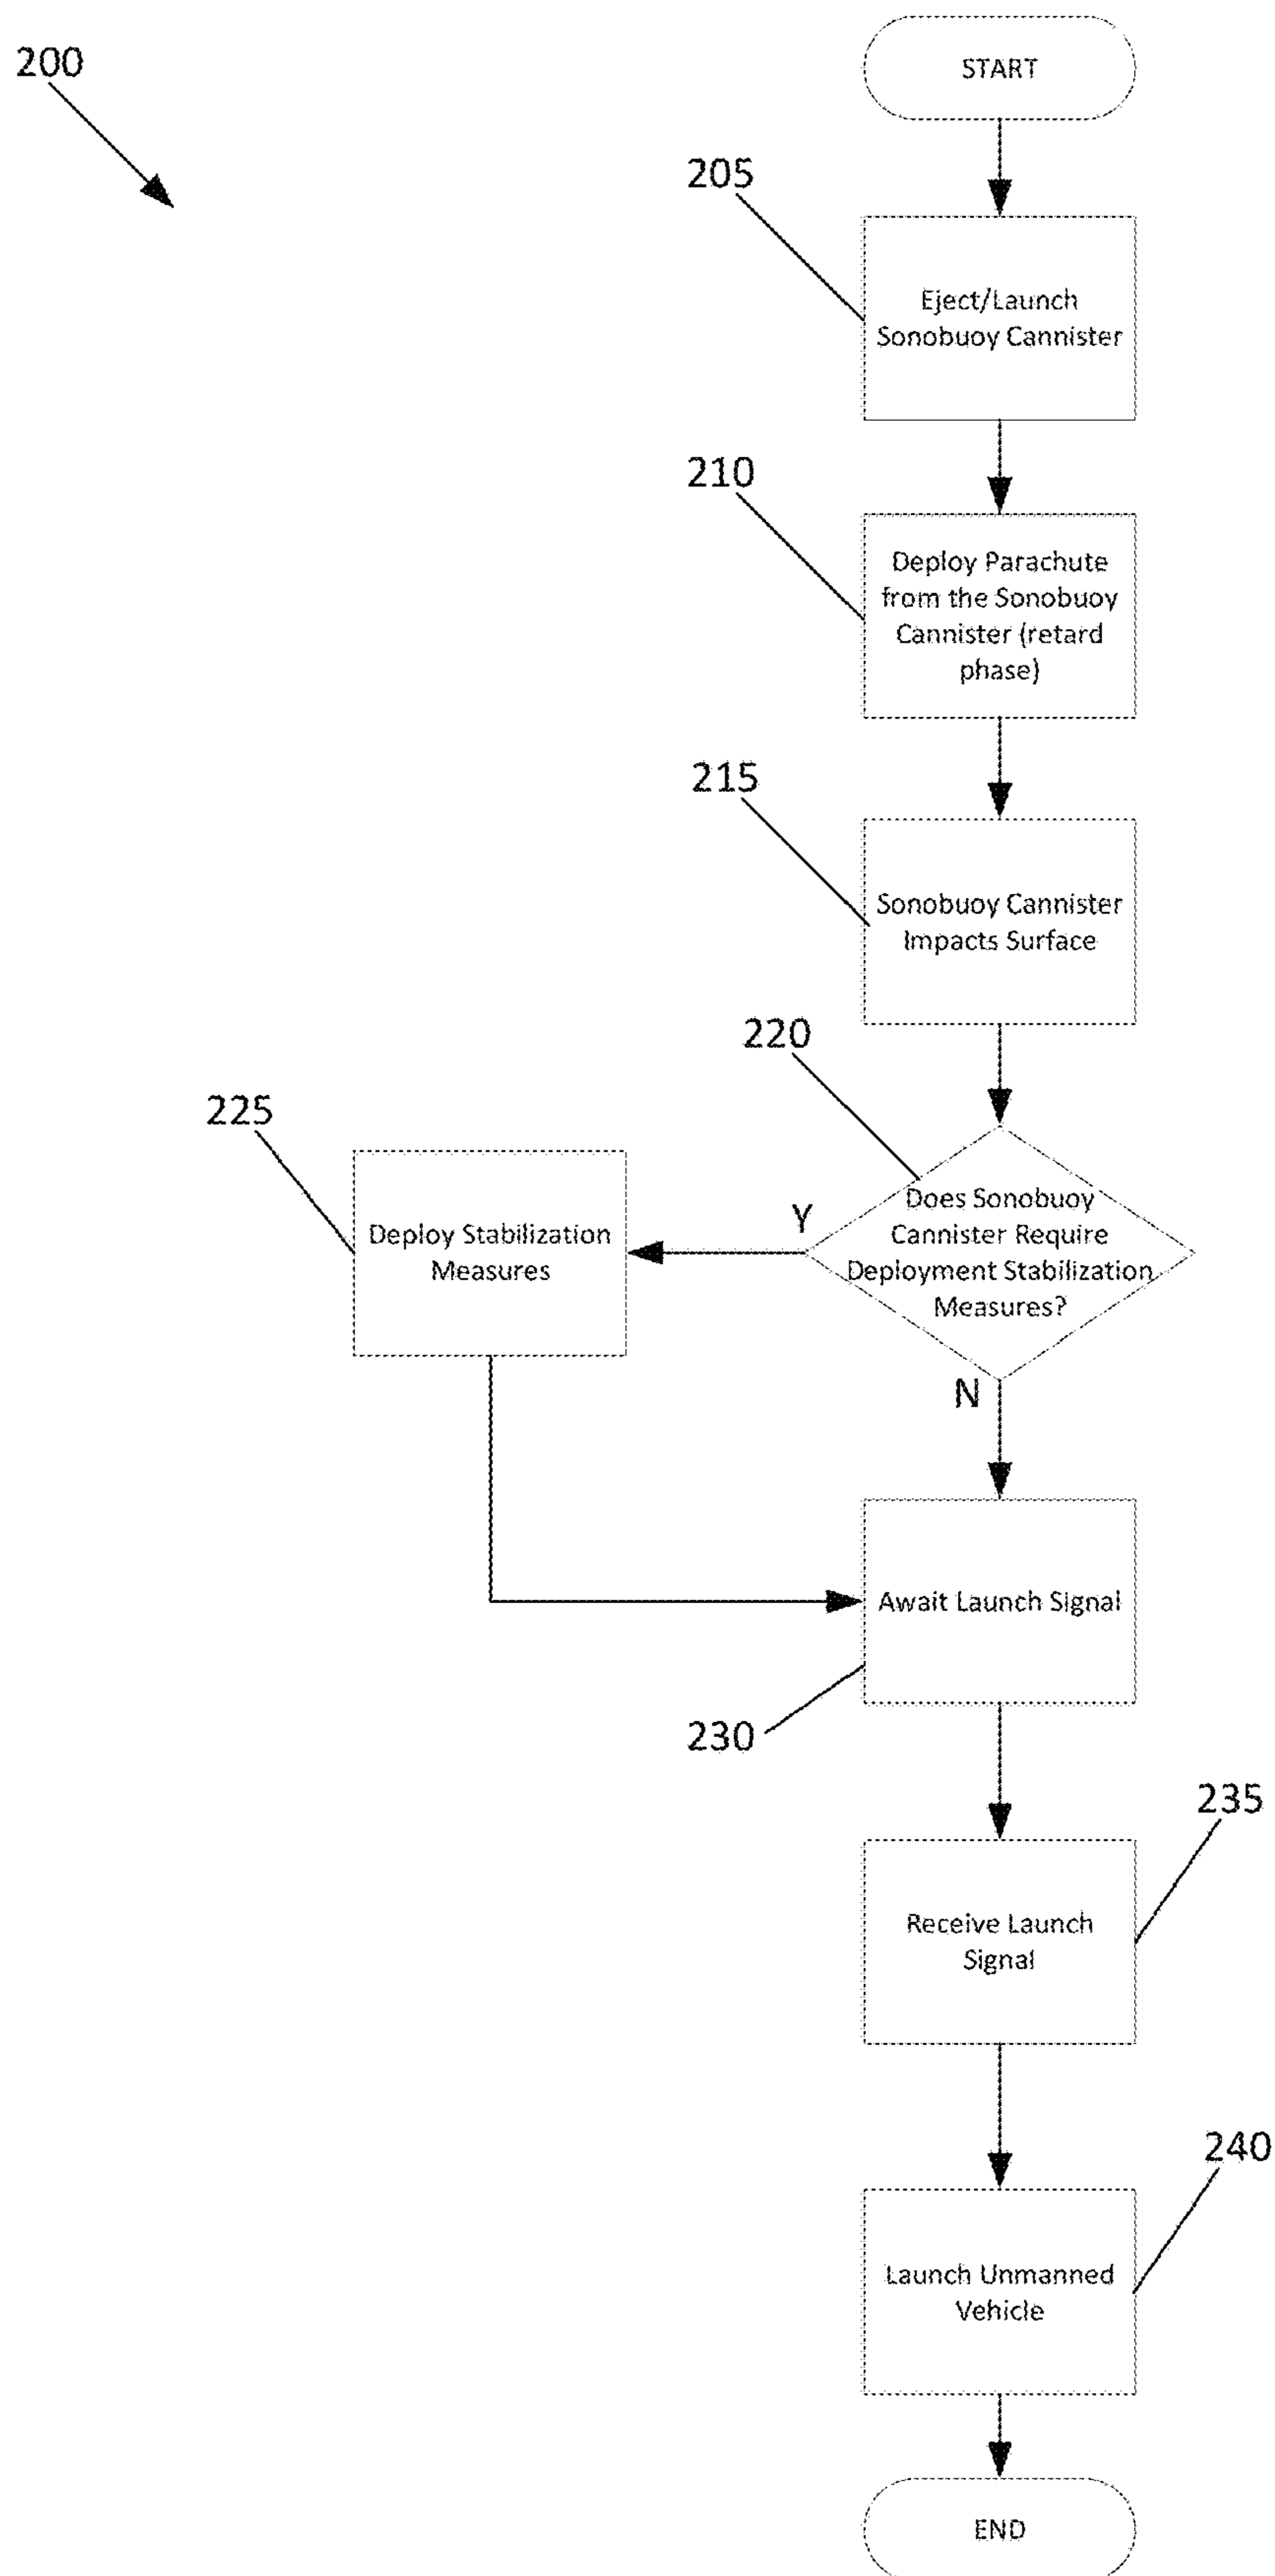 200
START
205
Eject/Launch
Sonobuoy Cannister
210
Deploy Parachute
from the Sonobuoy
Cannister (retard
phase)
215
Sonobuoy Cannister
Impacts Surface
220
Does Sonobuoy
Cannister Require
Deployment Stabilization
Measures?
Y
225
Deploy Stabilization
Measures
N
Await Launch Signal
230
235
Receive Launch
Signal
240
Launch Unmanned
Vehicle
END